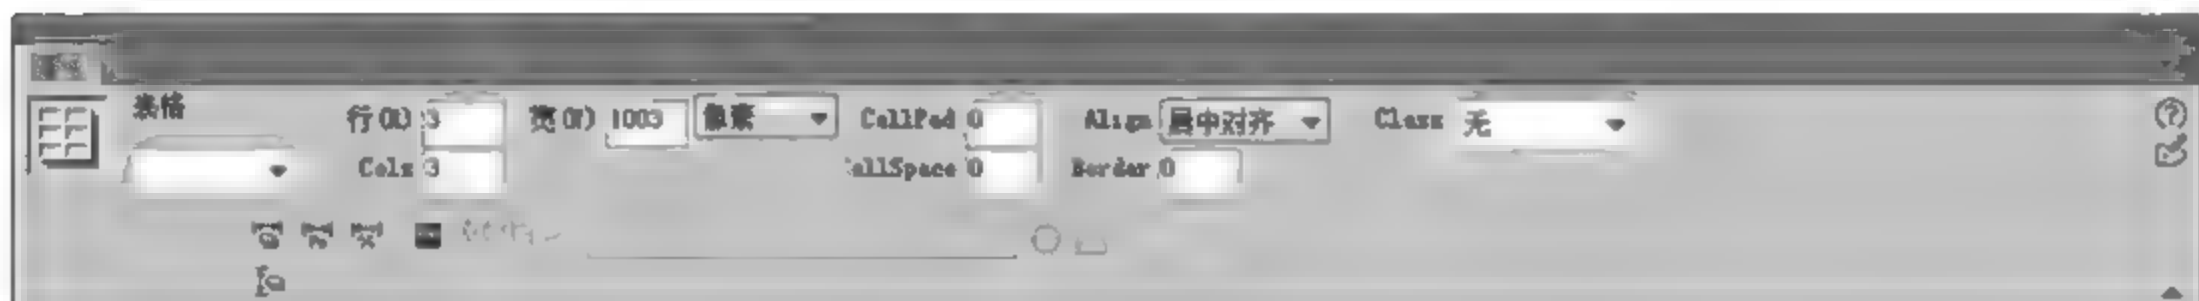 表格 行(R) 3 宽(W) 1003 像素 CellPad 0 Align 居中对齐 Class 无
Cols 3 CellSpace 0 Border 0